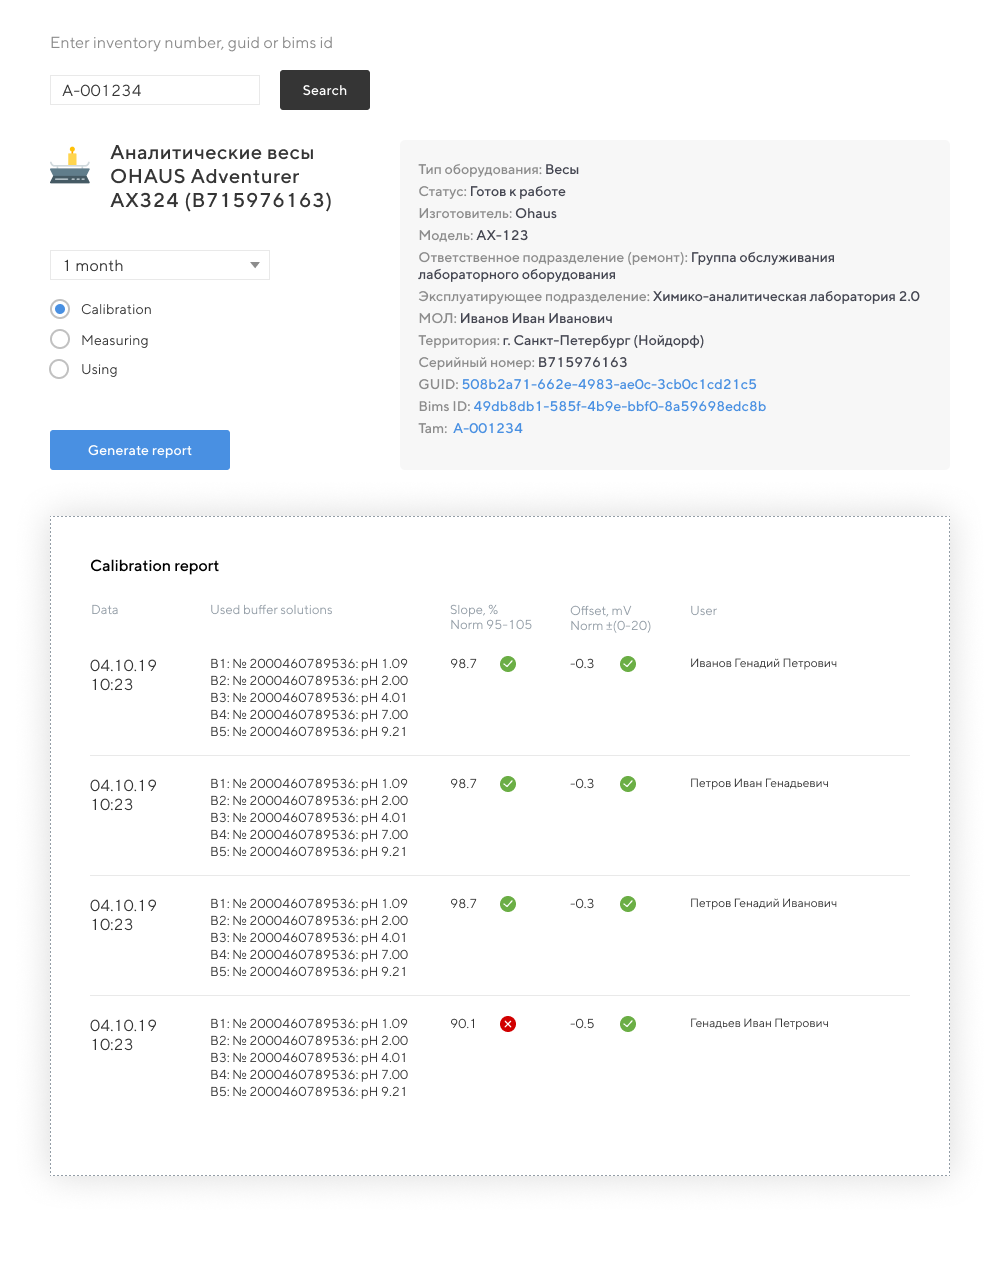 Enter inventory number, guid or bims id
A-001234
Search
Аналитические весы
OHAUS Adventurer
AX324 (B715976163)
1 month
Calibration
Measuring
Using
Generate report
Тип оборудования: Весы
Статус: Готов к работе
Изготовитель: Ohaus
Модель: AX-123
Ответственное подразделение (ремонт): Группа обслуживания
лабораторного оборудования
Эксплуатирующее подразделение: Химико-аналитическая лаборатория 2.0
МОЛ: Иванов Иван Иванович
Территория: г. Санкт-Петербург (Нойдорф)
Серийный номер: B715976163
GUID: 508b2a71-662e-4983-ae0c-3cb0c1cd21c5
Bims ID: 49db8db1-585f-4b9e-bbf0-8a59698edc8b
Tam: A-001234
Calibration report
Data
Used buffer solutions
Slope, %
Norm 95-105
Offset, mV
Norm ±(0-20)
User
04.10.19
10:23
B1: № 2000460789536: pH 1.09
B2: № 2000460789536: pH 2.00
B3: № 2000460789536: pH 4.01
B4: № 2000460789536: pH 7.00
B5: № 2000460789536: pH 9.21
98.7
-0.3
Иванов Генадий Петрович
04.10.19
10:23
B1: № 2000460789536: pH 1.09
B2: № 2000460789536: pH 2.00
B3: № 2000460789536: pH 4.01
B4: № 2000460789536: pH 7.00
B5: № 2000460789536: pH 9.21
98.7
-0.3
Петров Иван Генадьевич
04.10.19
10:23
B1: № 2000460789536: pH 1.09
B2: № 2000460789536: pH 2.00
B3: № 2000460789536: pH 4.01
B4: № 2000460789536: pH 7.00
B5: № 2000460789536: pH 9.21
98.7
-0.3
Петров Генадий Иванович
04.10.19
10:23
B1: № 2000460789536: pH 1.09
B2: № 2000460789536: pH 2.00
B3: № 2000460789536: pH 4.01
B4: № 2000460789536: pH 7.00
B5: № 2000460789536: pH 9.21
90.1
-0.5
Генадьев Иван Петрович